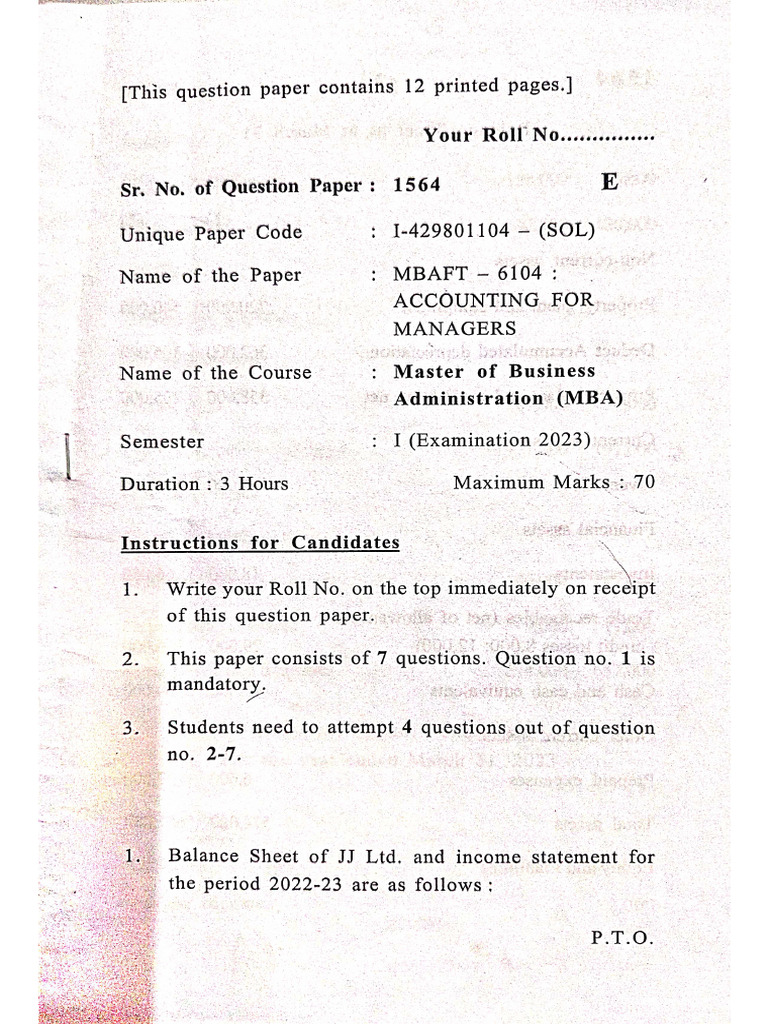 [This question paper contains 12 printed pages.]
Your Roll No...............
Sr. No. of Question Paper : 1564 E
Unique Paper Code : I-429801104 – (SOL)
Name of the Paper : MBAFT – 6104 :
ACCOUNTING FOR
MANAGERS
Name of the Course : Master of Business
Administration (MBA)
Semester : I (Examination 2023)
Duration : 3 Hours Maximum Marks : 70
Instructions for Candidates
1. Write your Roll No. on the top immediately on receipt
of this question paper.
2. This paper consists of 7 questions. Question no. 1 is
mandatory.
3. Students need to attempt 4 questions out of question
no. 2-7.
1. Balance Sheet of JJ Ltd. and income statement for
the period 2022-23 are as follows :
P.T.O.